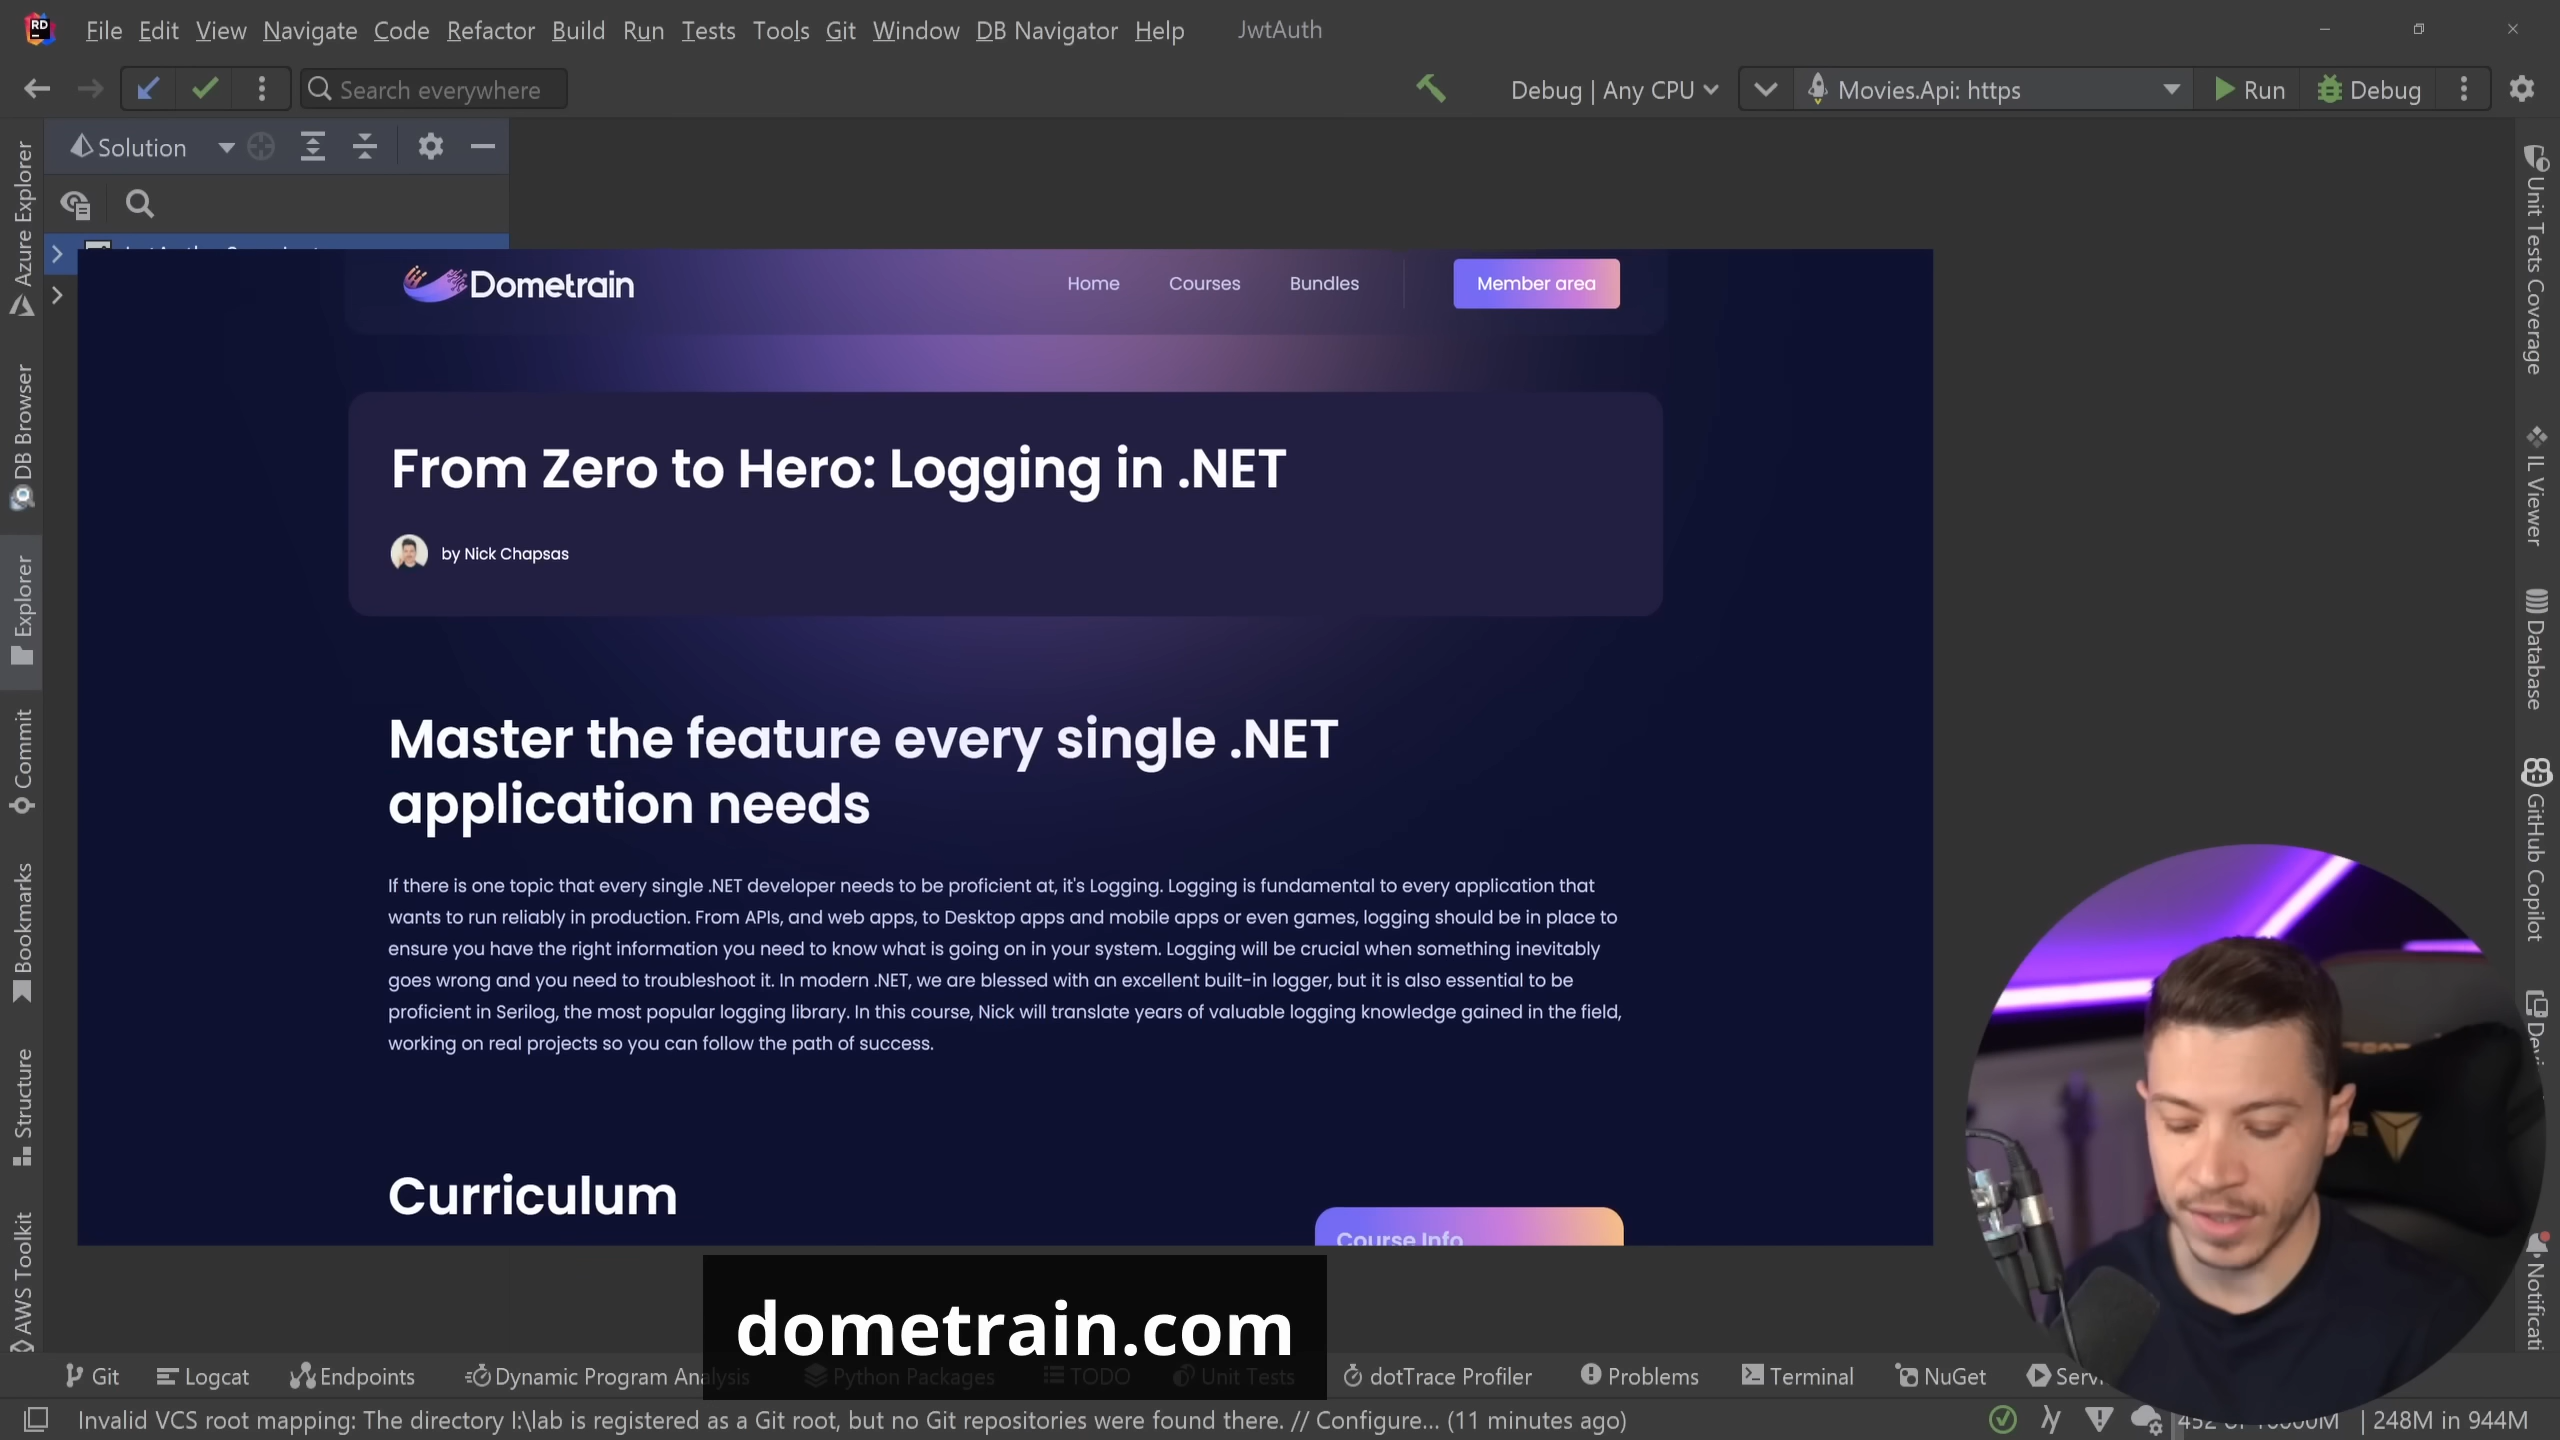 File Edit View Navigate Code Refactor Build Run Tests Tools Git Window DB Navigator Help JwtAuth
Search everywhere Debug | Any CPU Movies.Api: https Run Debug
Solution
Azure Explorer
DB Browser
Explorer
Commit
Bookmarks
Structure
AWS Toolkit
Dometrain Home Courses Bundles Member area
From Zero to Hero: Logging in .NET
by Nick Chapsas
Master the feature every single .NET
application needs
If there is one topic that every single .NET developer needs to be proficient at, it's Logging. Logging is fundamental to every application that
wants to run reliably in production. From APIs, and web apps, to Desktop apps and mobile apps or even games, logging should be in place to
ensure you have the right information you need to know what is going on in your system. Logging will be crucial when something inevitably
goes wrong and you need to troubleshoot it. In modern .NET, we are blessed with an excellent built-in logger, but it is also essential to be
proficient in Serilog, the most popular logging library. In this course, Nick will translate years of valuable logging knowledge gained in the field,
working on real projects so you can follow the path of success.
Curriculum
Course Info
dometrain.com
Unit Tests Coverage
IL Viewer
Database
GitHub Copilot
Git Logcat Endpoints Dynamic Program Analysis Python Packages TODO Unit Tests dotTrace Profiler Problems Terminal NuGet
Invalid VCS root mapping: The directory I:\lab is registered as a Git root, but no Git repositories were found there. // Configure... (11 minutes ago) | 248M in 944M